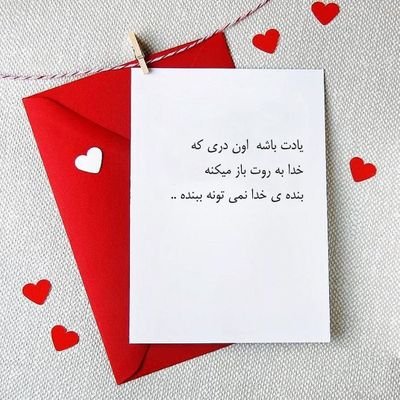 یادت باشه اون دری که
خدا به روت باز میکنه
بنده ی خدا نمی تونه ببنده ..